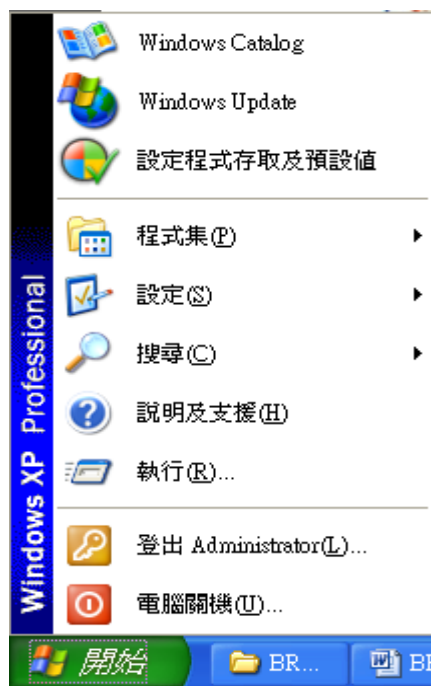 Windows Catalog
Windows Update
設定程式存取及預設值
程式集(P)
設定(S)
搜尋(C)
說明及支援(H)
執行(R)...
登出 Administrator(L)...
電腦關機(U)...
Windows XP Professional
開始
BR...